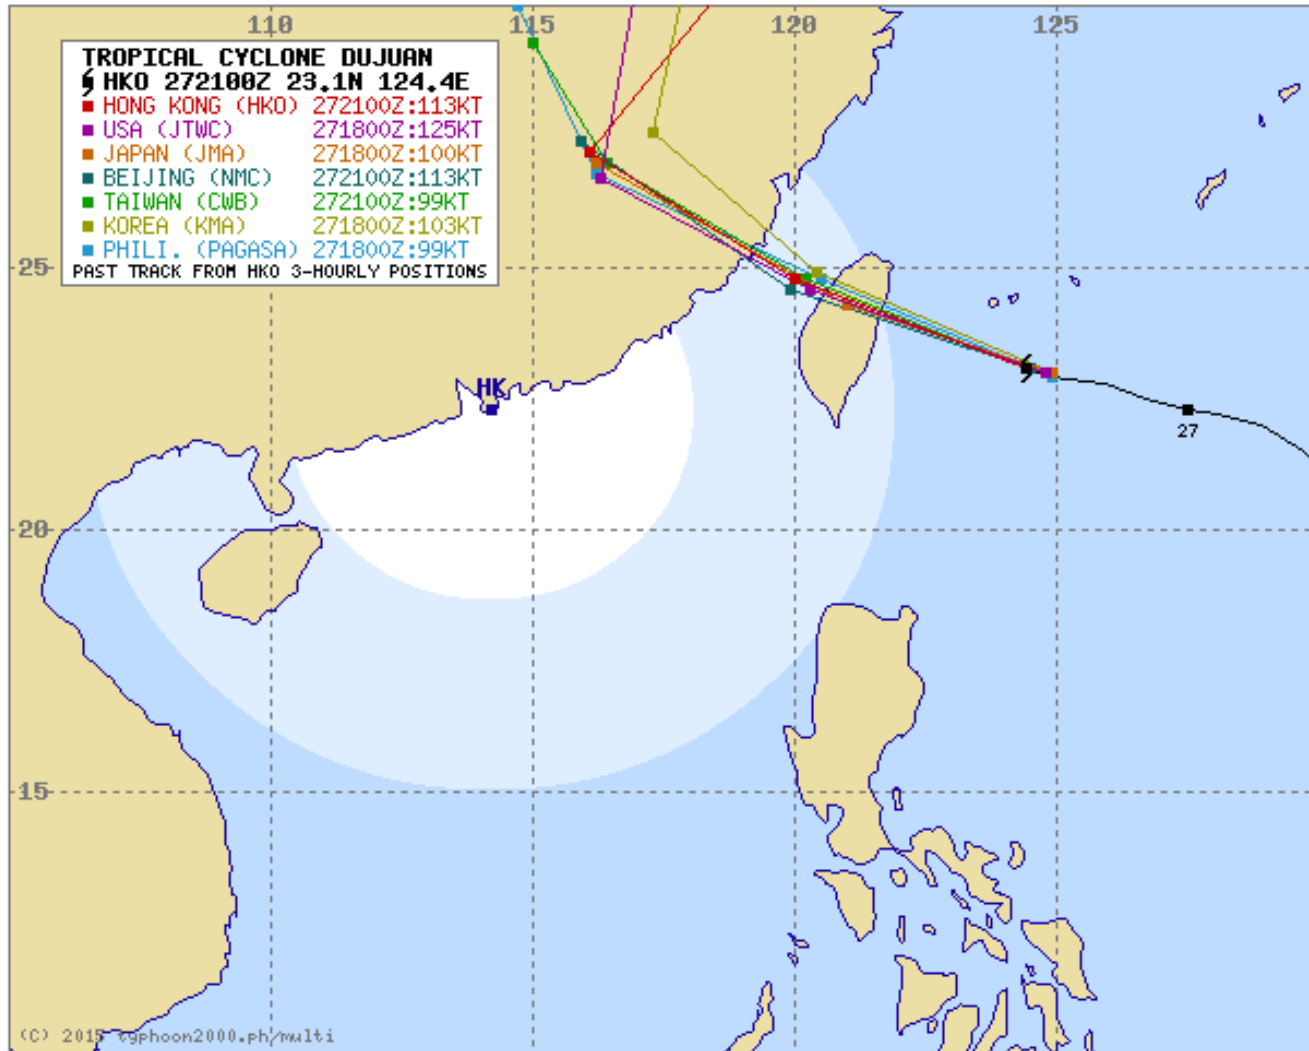 110 115 120 125
TROPICAL CYCLONE DUJUAN
HKO 272100Z 23.1N 124.4E
HONG KONG (HKO) 272100Z:113KT
USA (JTWC) 271800Z:125KT
JAPAN (JMA) 271800Z:100KT
BEIJING (NMC) 272100Z:113KT
TAIWAN (CWB) 272100Z:99KT
KOREA (KMA) 271800Z:103KT
PHILI. (PAGASA) 271800Z:99KT
PAST TRACK FROM HKO 3-HOURLY POSITIONS
25
HK
27
20
15
(C) 2015 typhoon2000.ph/multi